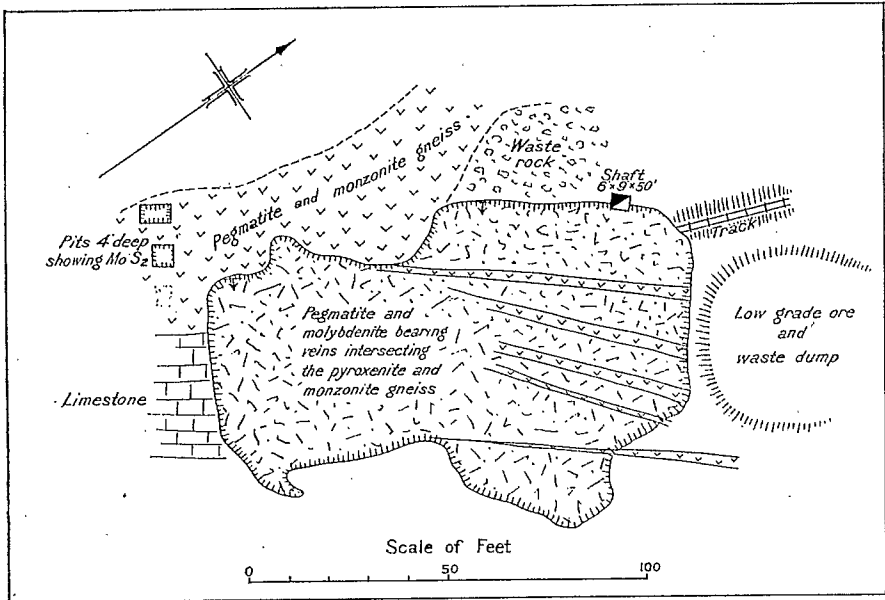 Pegmatite and monzonite gneiss.
Waste
rock
Shaft
6'×9'×50'
Track
Pits 4' deep
showing MoS2
Pegmatite and
molybdenite bearing
veins intersecting
the pyroxenite and
monzonite gneiss
Low grade ore
and
waste dump
Limestone
Scale of Feet
0 50 100